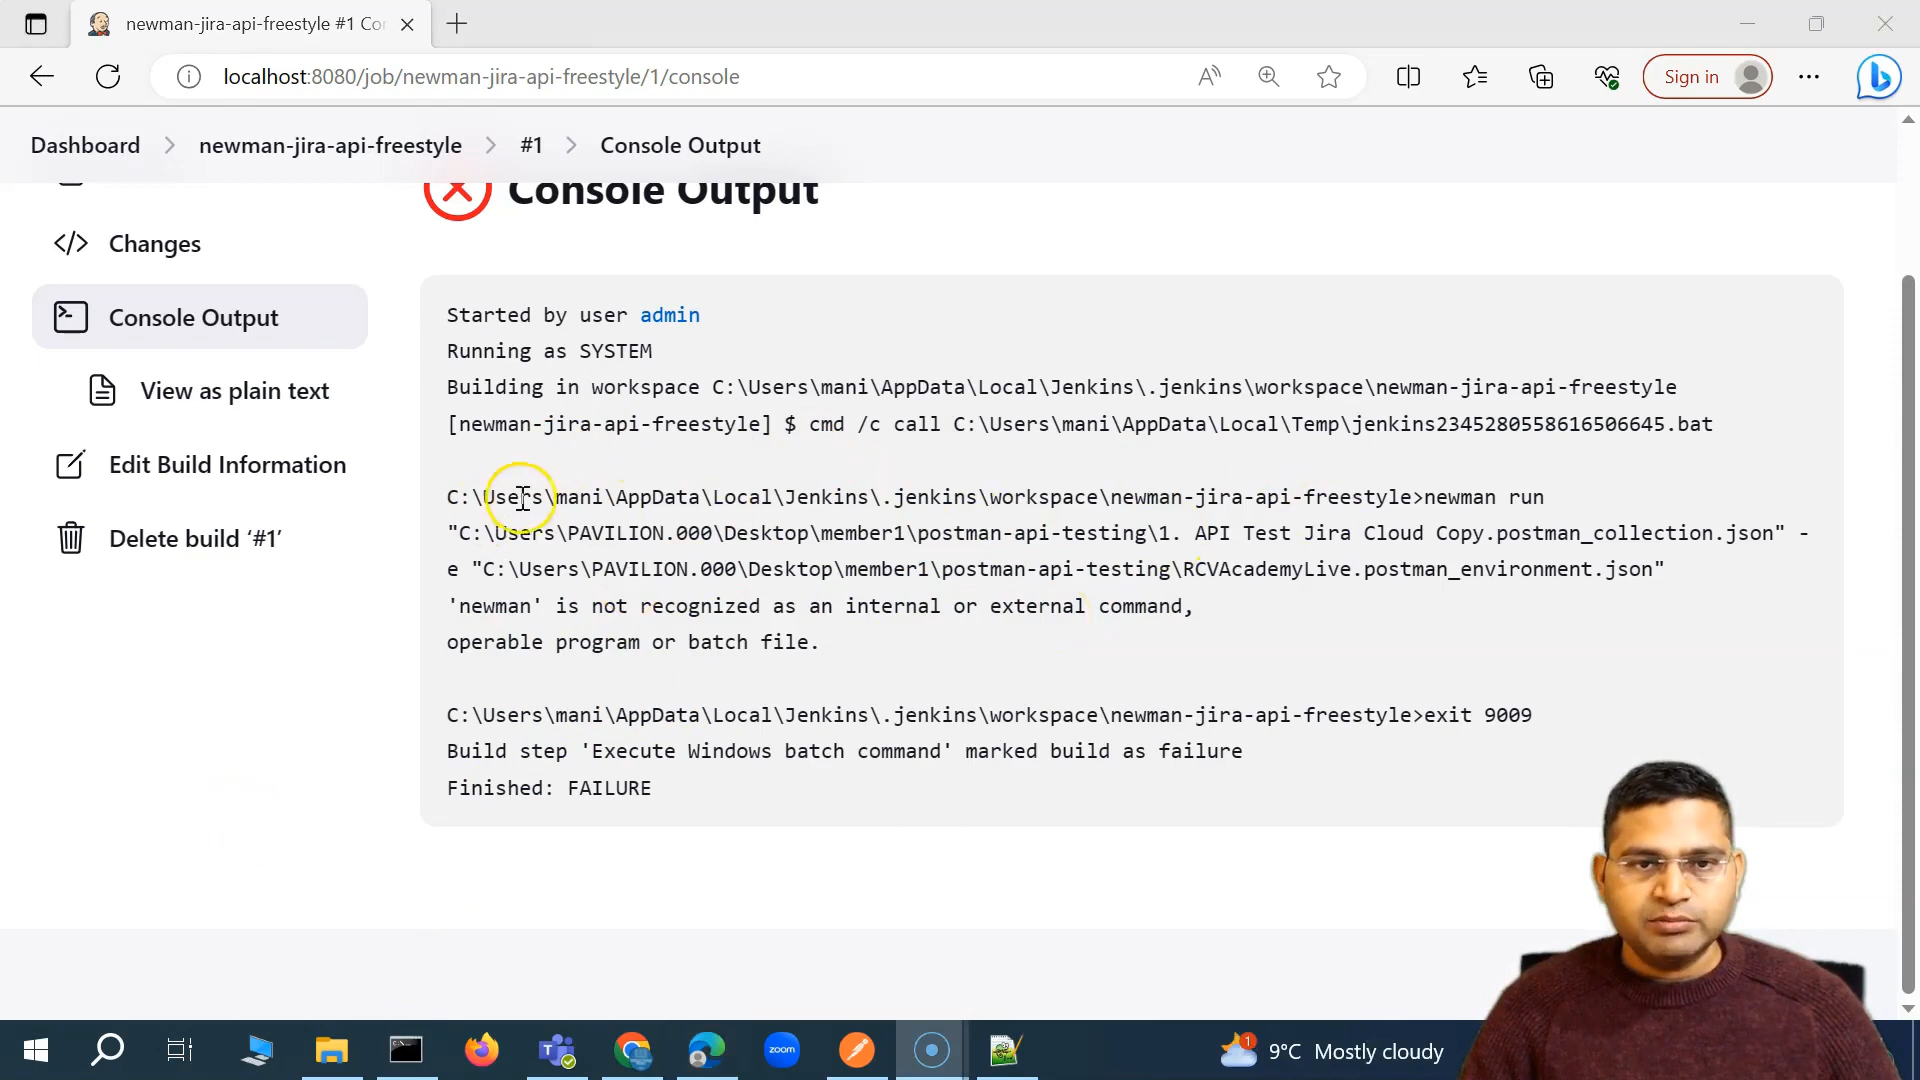 newman-jira-api-freestyle #1 Co
localhost:8080/job/newman-jira-api-freestyle/1/console
Sign in
Dashboard
newman-jira-api-freestyle
#1
Console Output
Console Output
Changes
Console Output
View as plain text
Edit Build Information
Delete build ‘#1’
Started by user admin
Running as SYSTEM
Building in workspace C:\Users\mani\AppData\Local\Jenkins\.jenkins\workspace\newman-jira-api-freestyle
[newman-jira-api-freestyle] $ cmd /c call C:\Users\mani\AppData\Local\Temp\jenkins2345280558616506645.bat
C:\Users\mani\AppData\Local\Jenkins\.jenkins\workspace\newman-jira-api-freestyle>newman run
"C:\Users\PAVILION.000\Desktop\member1\postman-api-testing\1. API Test Jira Cloud Copy.postman_collection.json" -
e "C:\Users\PAVILION.000\Desktop\member1\postman-api-testing\RCVAcademyLive.postman_environment.json"
'newman' is not recognized as an internal or external command,
operable program or batch file.
C:\Users\mani\AppData\Local\Jenkins\.jenkins\workspace\newman-jira-api-freestyle>exit 9009
Build step 'Execute Windows batch command' marked build as failure
Finished: FAILURE
zoom
1
9°C Mostly cloudy